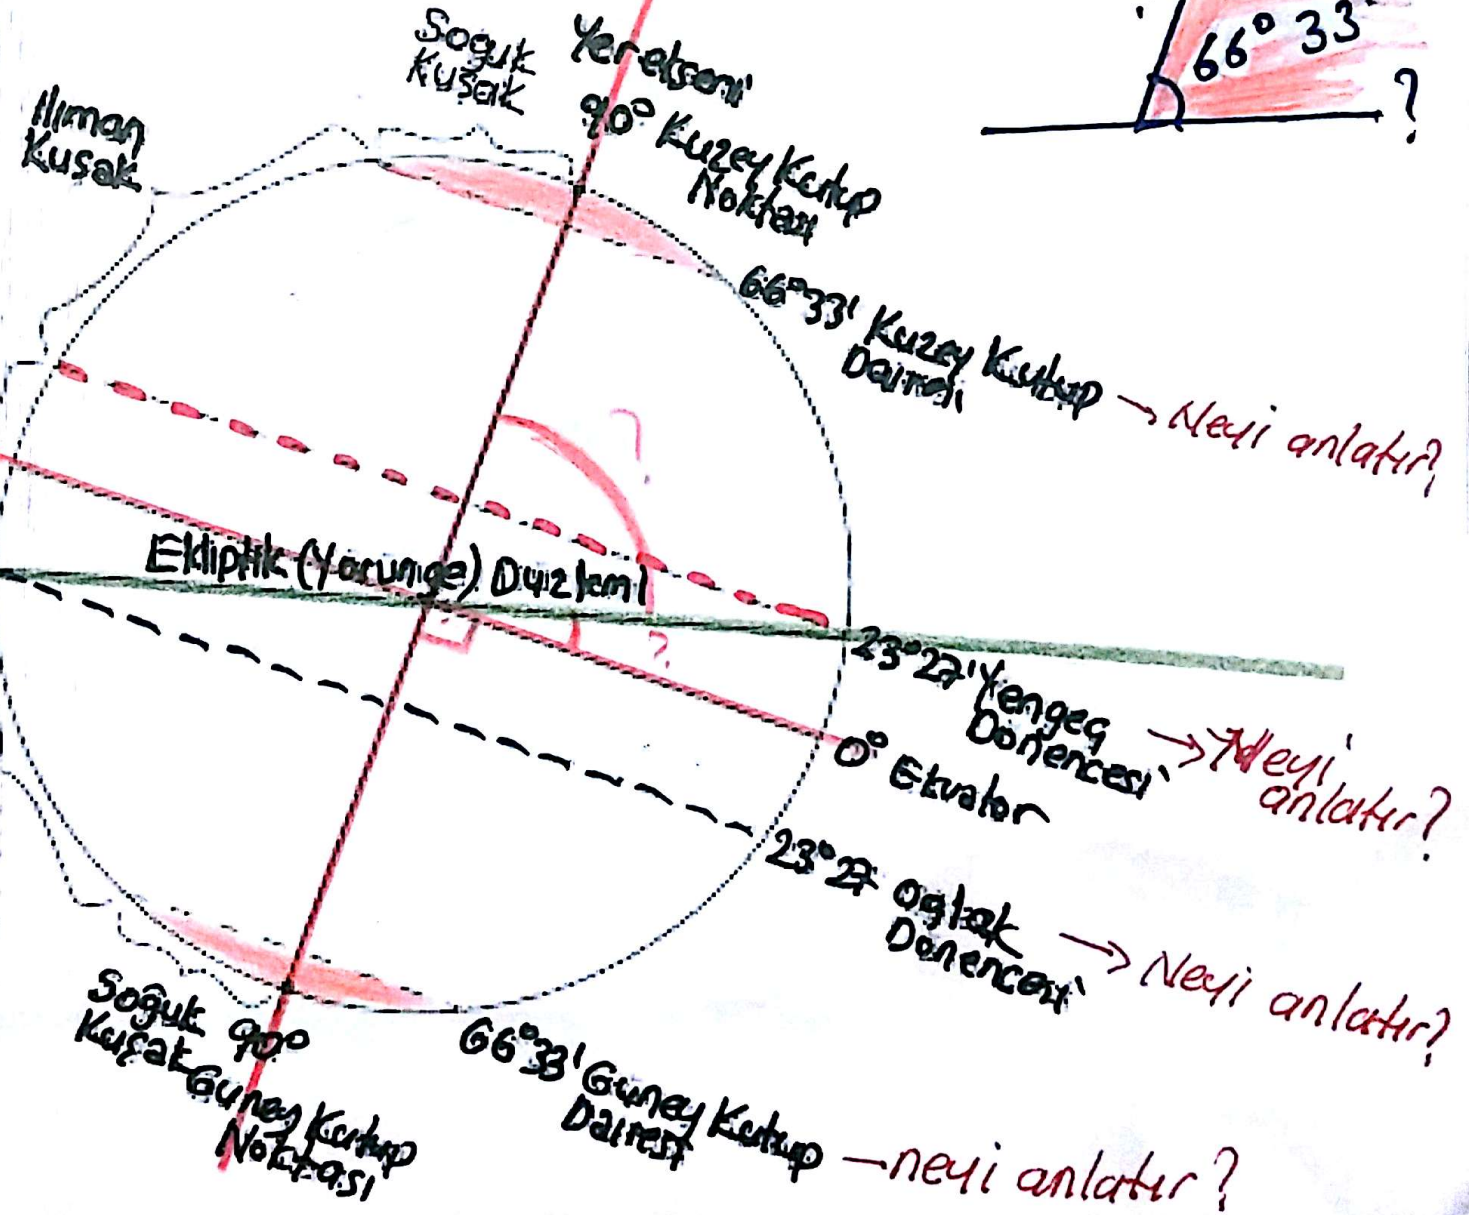 Soğuk
Kuşak
Yer ekseni
90° Kuzey Kutup
Noktası
66° 33'
?
Ilıman
Kuşak
66°33' Kuzey Kutup
Dairesi
→ Neyi anlatır?
?
Ekliptik (Yörünge) Düzlemi
?
23°27' Yengeç
Dönencesi
→ Neyi
anlatır?
0° Ekvator
23°27 Oğlak
Dönencesi
→ Neyi anlatır?
Soğuk
Kuşak
90°
Güney Kutup
Noktası
66°33' Güney Kutup
Dairesi
—neyi anlatır?